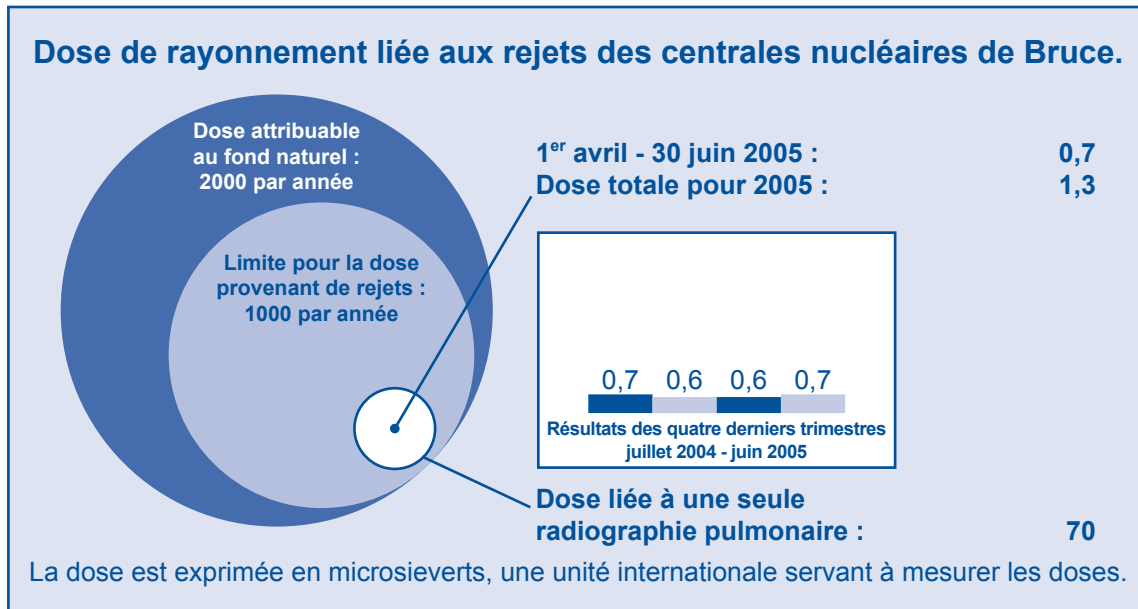 Dose de rayonnement liée aux rejets des centrales nucléaires de Bruce.
Dose attribuable
au fond naturel :
2000 par année
Limite pour la dose
provenant de rejets :
1000 par année
1er avril - 30 juin 2005 : 0,7
Dose totale pour 2005 : 1,3
0,7 0,6 0,6 0,7
Résultats des quatre derniers trimestres
juillet 2004 - juin 2005
Dose liée à une seule
radiographie pulmonaire : 70
La dose est exprimée en microsieverts, une unité internationale servant à mesurer les doses.